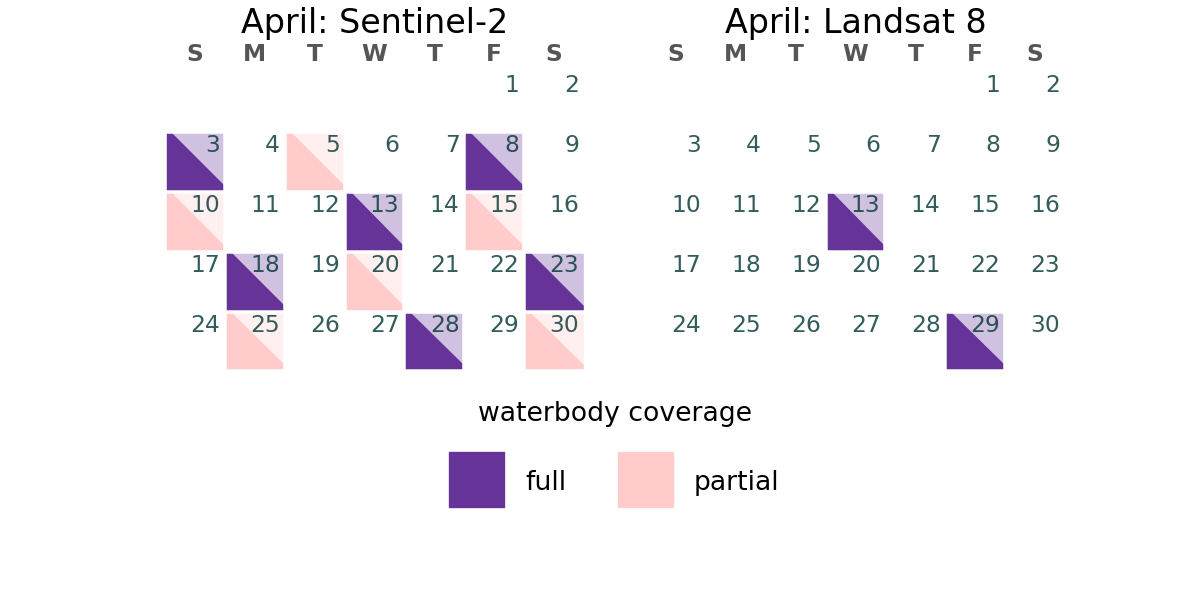 April: Sentinel-2
S M T W T F S
1 2
3 4 5 6 7 8 9
10 11 12 13 14 15 16
17 18 19 20 21 22 23
24 25 26 27 28 29 30
April: Landsat 8
S M T W T F S
1 2
3 4 5 6 7 8 9
10 11 12 13 14 15 16
17 18 19 20 21 22 23
24 25 26 27 28 29 30
waterbody coverage
full
partial